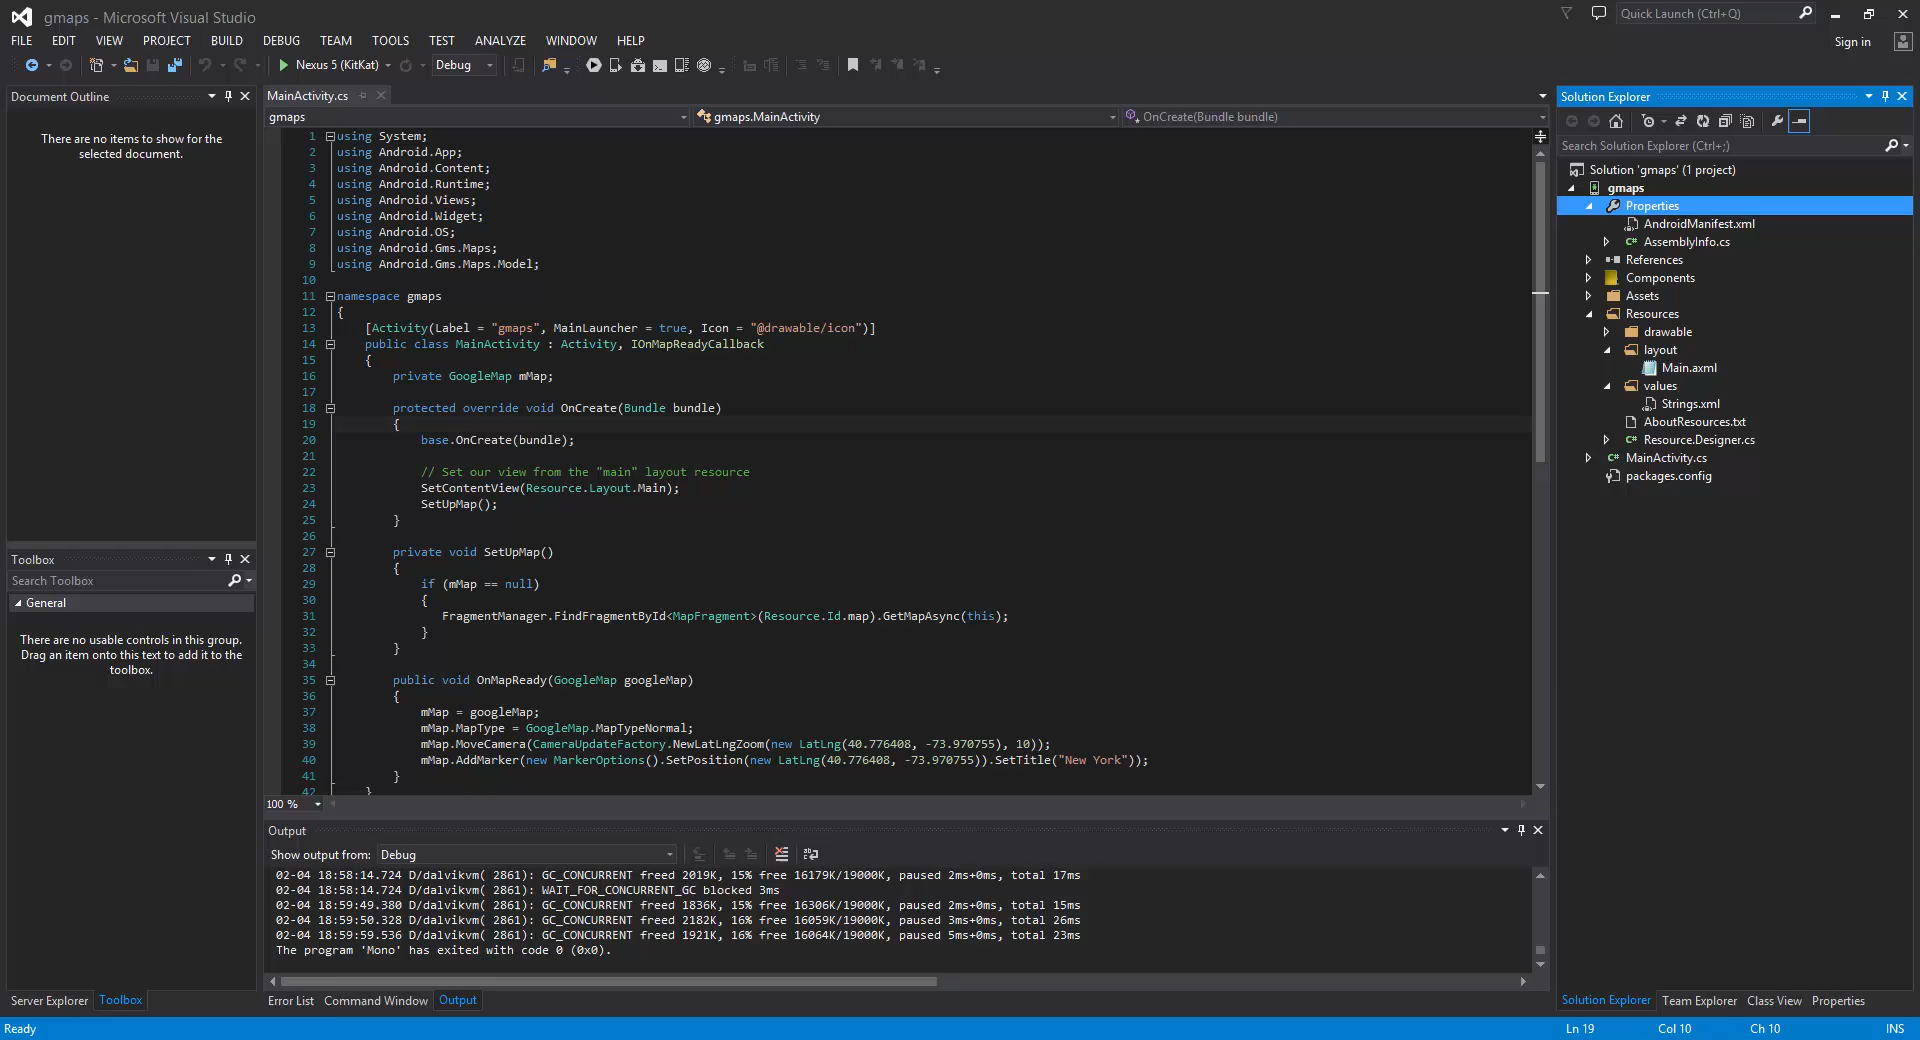 gmaps - Microsoft Visual Studio
Quick Launch (Ctrl+Q)
FILE EDIT VIEW PROJECT BUILD DEBUG TEAM TOOLS TEST ANALYZE WINDOW HELP
Sign in
Nexus 5 (KitKat)
Debug
Document Outline
There are no items to show for the
selected document.
Toolbox
Search Toolbox
General
There are no usable controls in this group.
Drag an item onto this text to add it to the
toolbox.
Server Explorer Toolbox
MainActivity.cs
gmaps
gmaps.MainActivity
OnCreate(Bundle bundle)
1 using System;
2 using Android.App;
3 using Android.Content;
4 using Android.Runtime;
5 using Android.Views;
6 using Android.Widget;
7 using Android.OS;
8 using Android.Gms.Maps;
9 using Android.Gms.Maps.Model;
10
11 namespace gmaps
12 {
13 [Activity(Label = "gmaps", MainLauncher = true, Icon = "@drawable/icon")]
14 public class MainActivity : Activity, IOnMapReadyCallback
15 {
16 private GoogleMap mMap;
17
18 protected override void OnCreate(Bundle bundle)
19 {
20 base.OnCreate(bundle);
21
22 // Set our view from the "main" layout resource
23 SetContentView(Resource.Layout.Main);
24 SetUpMap();
25 }
26
27 private void SetUpMap()
28 {
29 if (mMap == null)
30 {
31 FragmentManager.FindFragmentById<MapFragment>(Resource.Id.map).GetMapAsync(this);
32 }
33 }
34
35 public void OnMapReady(GoogleMap googleMap)
36 {
37 mMap = googleMap;
38 mMap.MapType = GoogleMap.MapTypeNormal;
39 mMap.MoveCamera(CameraUpdateFactory.NewLatLngZoom(new LatLng(40.776408, -73.970755), 10));
40 mMap.AddMarker(new MarkerOptions().SetPosition(new LatLng(40.776408, -73.970755)).SetTitle("New York"));
41 }
42 }
100 %
Output
Show output from: Debug
02-04 18:58:14.724 D/dalvikvm( 2861): GC_CONCURRENT freed 2019K, 15% free 16179K/19000K, paused 2ms+0ms, total 17ms
02-04 18:58:14.724 D/dalvikvm( 2861): WAIT_FOR_CONCURRENT_GC blocked 3ms
02-04 18:59:49.380 D/dalvikvm( 2861): GC_CONCURRENT freed 1836K, 15% free 16306K/19000K, paused 2ms+0ms, total 15ms
02-04 18:59:50.328 D/dalvikvm( 2861): GC_CONCURRENT freed 2182K, 16% free 16059K/19000K, paused 3ms+0ms, total 26ms
02-04 18:59:59.536 D/dalvikvm( 2861): GC_CONCURRENT freed 1921K, 16% free 16064K/19000K, paused 5ms+0ms, total 23ms
The program 'Mono' has exited with code 0 (0x0).
Error List Command Window Output
Solution Explorer
Search Solution Explorer (Ctrl+;)
Solution 'gmaps' (1 project)
gmaps
Properties
AndroidManifest.xml
AssemblyInfo.cs
References
Components
Assets
Resources
drawable
layout
Main.axml
values
Strings.xml
AboutResources.txt
Resource.Designer.cs
MainActivity.cs
packages.config
Solution Explorer Team Explorer Class View Properties
Ready
Ln 19 Col 10 Ch 10 INS